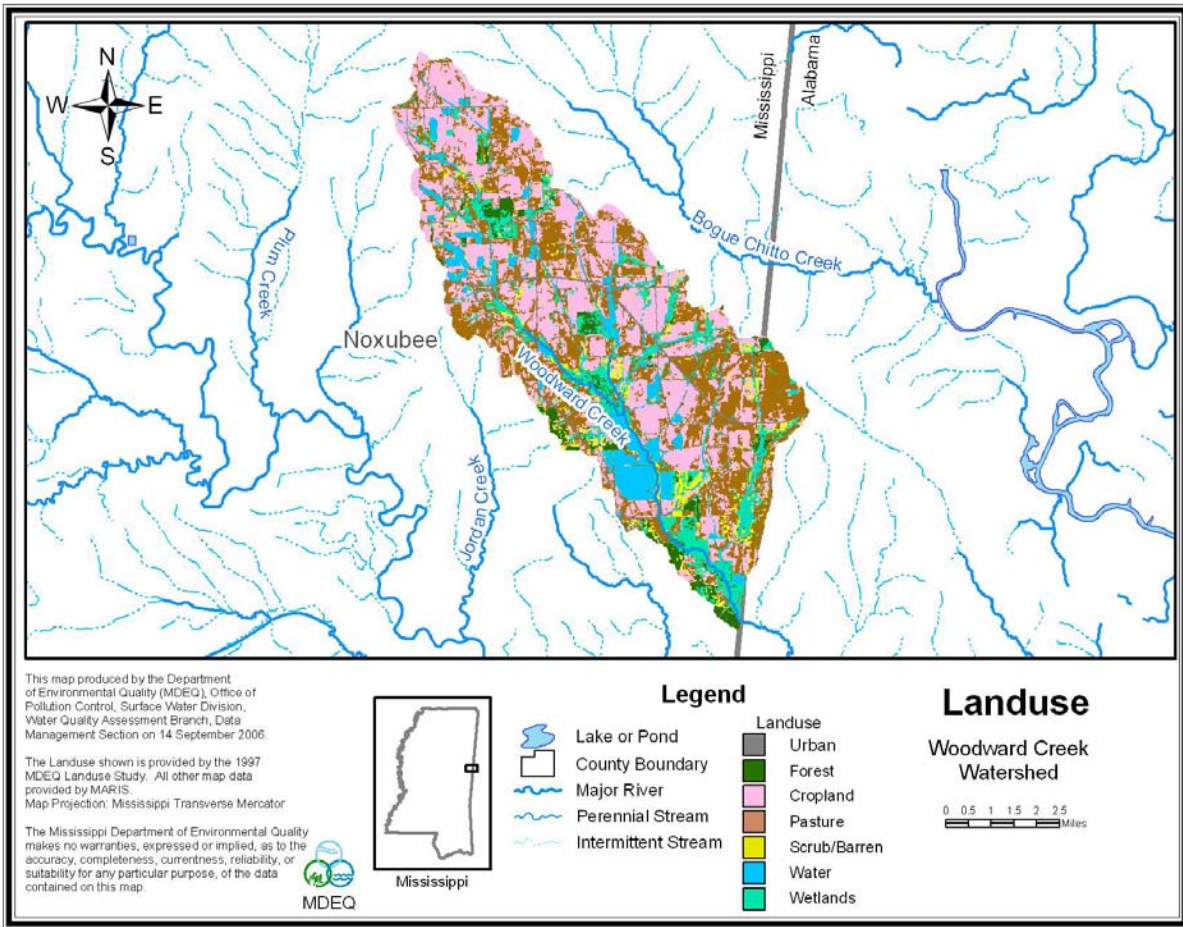 N
W
E
S
Mississippi
Alabama
Plum Creek
Bogue Chitto Creek
Noxubee
Woodward Creek
Jordan Creek
This map produced by the Department
of Environmental Quality (MDEQ), Office of
Pollution Control, Surface Water Division,
Water Quality Assessment Branch, Data
Management Section on 14 September 2006.
The Landuse shown is provided by the 1997
MDEQ Landuse Study. All other map data
provided by MARIS.
Map Projection: Mississippi Transverse Mercator
The Mississippi Department of Environmental Quality
makes no warranties, expressed or implied, as to the
accuracy, completeness, currentness, reliability, or
suitability for any particular purpose, of the data
contained on this map.
MDEQ
Mississippi
Legend
Lake or Pond
County Boundary
Major River
Perennial Stream
Intermittent Stream
Landuse
Urban
Forest
Cropland
Pasture
Scrub/Barren
Water
Wetlands
Landuse
Woodward Creek
Watershed
0 0.5 1 1.5 2 2.5
Miles